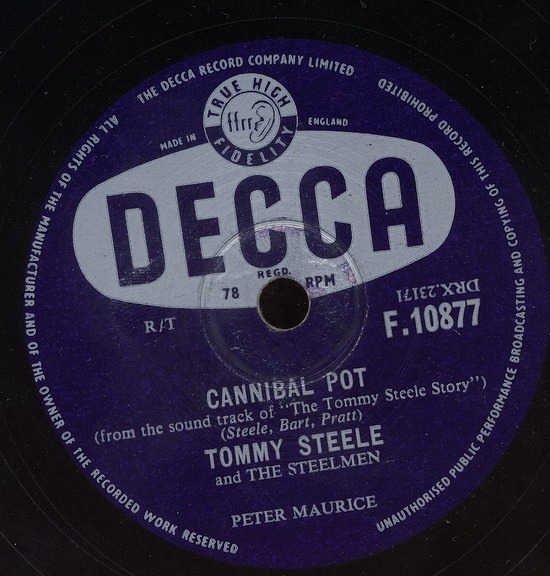 THE DECCA RECORD COMPANY LIMITED
ALL RIGHTS OF THE MANUFACTURER AND OF THE OWNER OF THE RECORDED WORK RESERVED
UNAUTHORISED PUBLIC PERFORMANCE BROADCASTING AND COPYING OF THIS RECORD PROHIBITED
TRUE HIGH
ffrr
FIDELITY
MADE IN ENGLAND
DECCA
REGD.
78 RPM
R/T
DRX.23171
F.10877
CANNIBAL POT
(from the sound track of "The Tommy Steele Story")
(Steele, Bart, Pratt)
TOMMY STEELE
and THE STEELMEN
PETER MAURICE